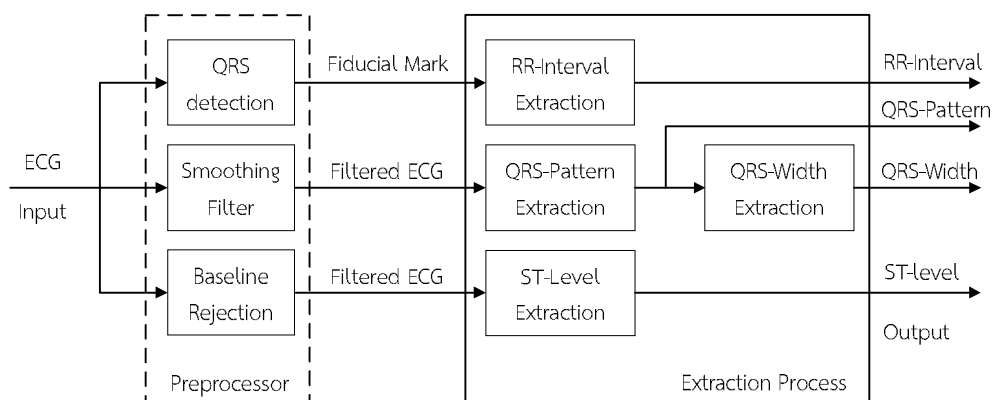 QRS
detection
Fiducial Mark
RR-Interval
Extraction
RR-Interval
QRS-Pattern
ECG
Input
Smoothing
Filter
Filtered ECG
QRS-Pattern
Extraction
QRS-Width
Extraction
QRS-Width
Baseline
Rejection
Filtered ECG
ST-Level
Extraction
ST-level
Output
Preprocessor
Extraction Process